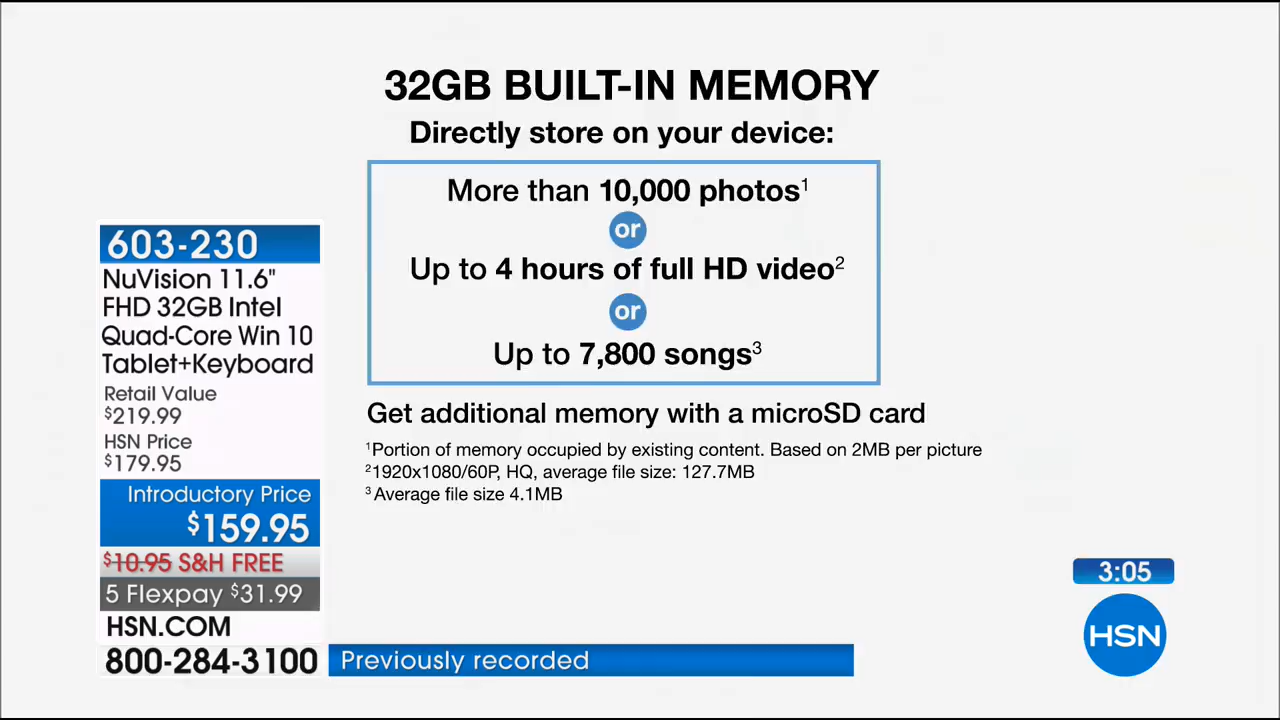 32GB BUILT-IN MEMORY
Directly store on your device:
More than 10,000 photos¹
or
Up to 4 hours of full HD video²
or
Up to 7,800 songs³
Get additional memory with a microSD card
¹Portion of memory occupied by existing content. Based on 2MB per picture
²1920x1080/60P, HQ, average file size: 127.7MB
³Average file size 4.1MB
603-230
NuVision 11.6"
FHD 32GB Intel
Quad-Core Win 10
Tablet+Keyboard
Retail Value
$219.99
HSN Price
$179.95
Introductory Price
$159.95
$10.95 S&H FREE
5 Flexpay $31.99
HSN.COM
800-284-3100
Previously recorded
3:05
HSN